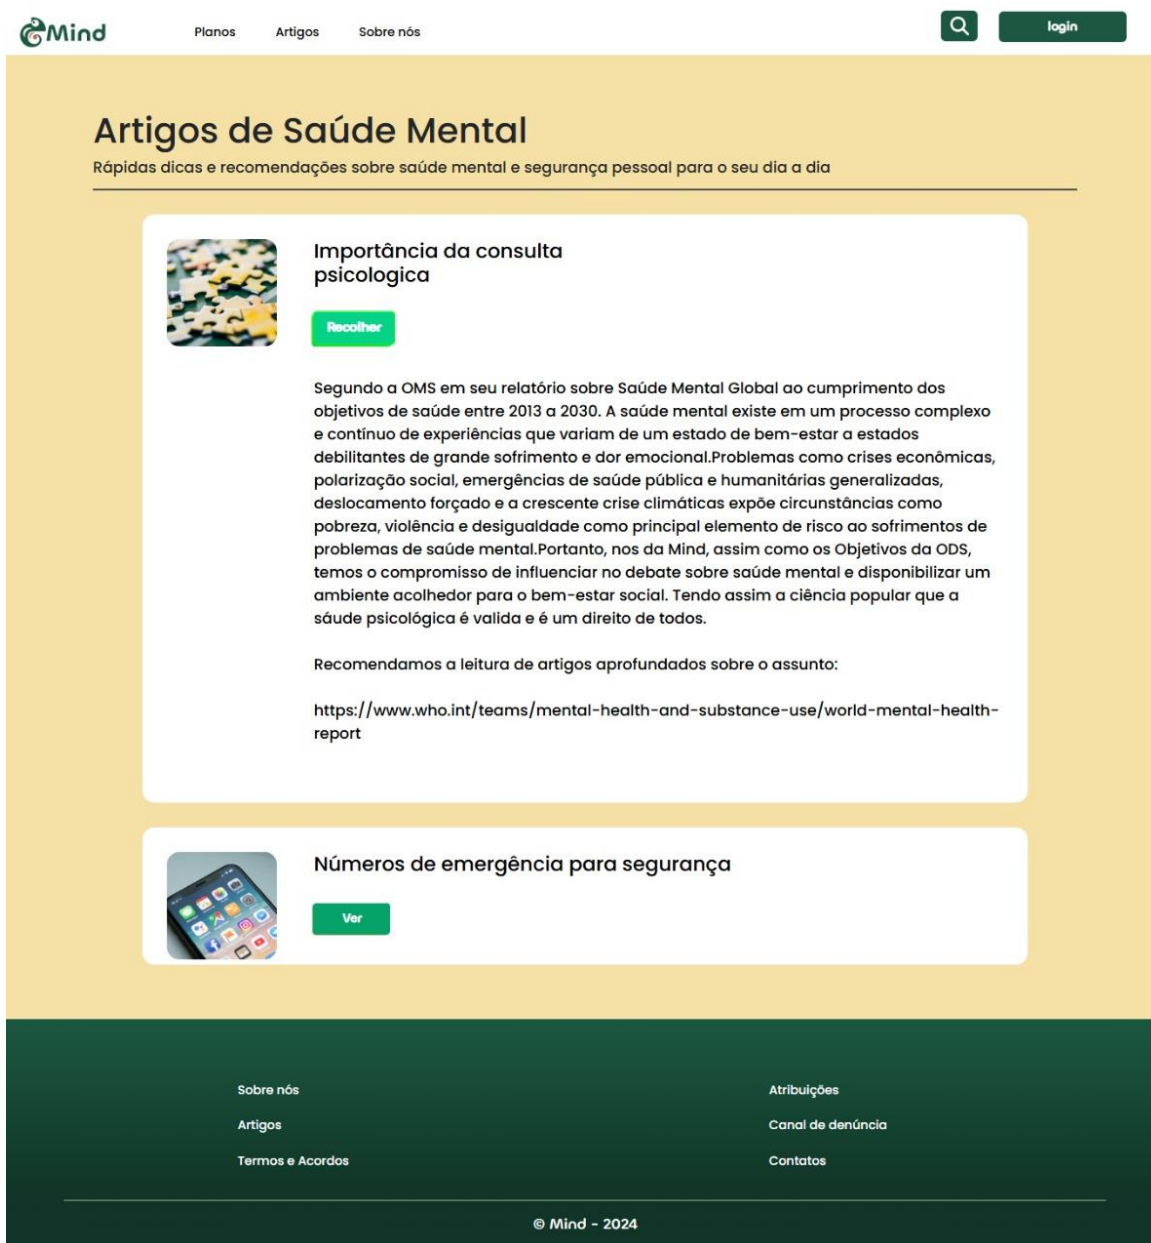 Mind
Planos
Artigos
Sobre nós
login
Artigos de Saúde Mental
Rápidas dicas e recomendações sobre saúde mental e segurança pessoal para o seu dia a dia
Importância da consulta
psicologica
Recolher
Segundo a OMS em seu relatório sobre Saúde Mental Global ao cumprimento dos
objetivos de saúde entre 2013 a 2030. A saúde mental existe em um processo complexo
e contínuo de experiências que variam de um estado de bem-estar a estados
debilitantes de grande sofrimento e dor emocional.Problemas como crises econômicas,
polarização social, emergências de saúde pública e humanitárias generalizadas,
deslocamento forçado e a crescente crise climáticas expõe circunstâncias como
pobreza, violência e desigualdade como principal elemento de risco ao sofrimentos de
problemas de saúde mental.Portanto, nos da Mind, assim como os Objetivos da ODS,
temos o compromisso de influenciar no debate sobre saúde mental e disponibilizar um
ambiente acolhedor para o bem-estar social. Tendo assim a ciência popular que a
sáude psicológica é valida e é um direito de todos.
Recomendamos a leitura de artigos aprofundados sobre o assunto:
https://www.who.int/teams/mental-health-and-substance-use/world-mental-health-
report
Números de emergência para segurança
Ver
Sobre nós
Artigos
Termos e Acordos
Atribuições
Canal de denúncia
Contatos
© Mind - 2024